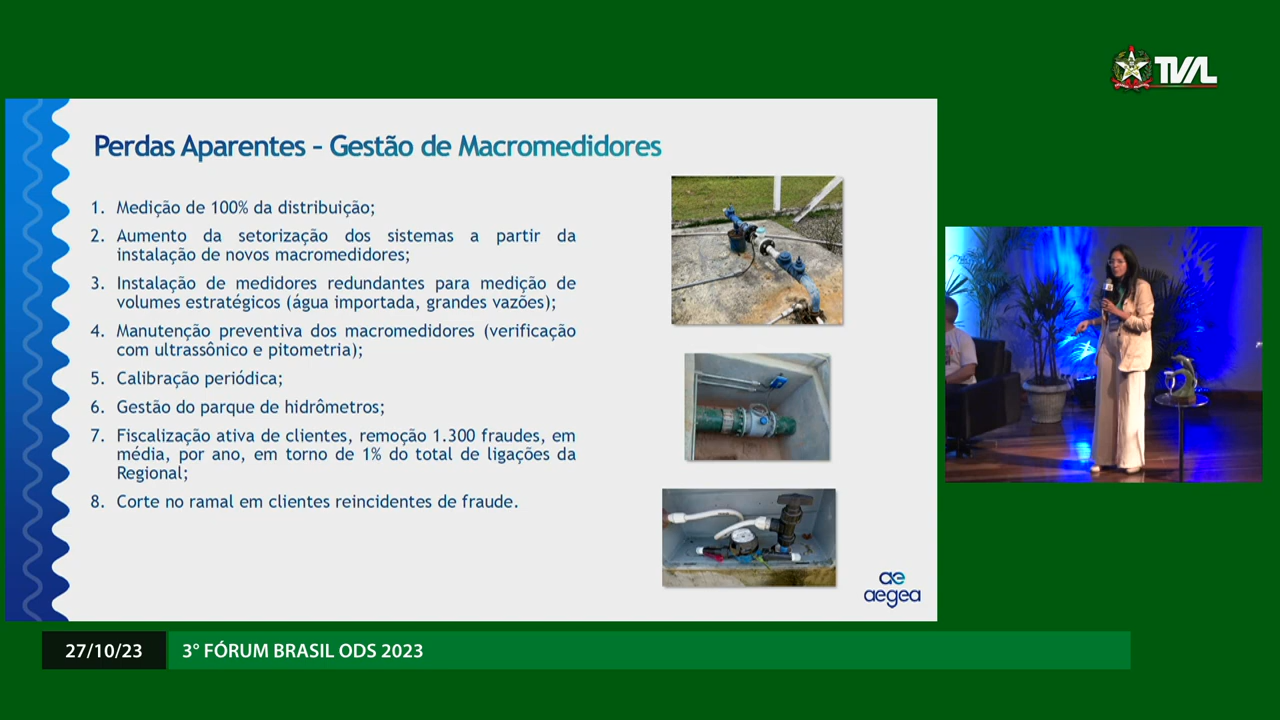 TVAL
Perdas Aparentes – Gestão de Macromedidores
1. Medição de 100% da distribuição;
2. Aumento da setorização dos sistemas a partir da
instalação de novos macromedidores;
3. Instalação de medidores redundantes para medição de
volumes estratégicos (água importada, grandes vazões);
4. Manutenção preventiva dos macromedidores (verificação
com ultrassônico e pitometria);
5. Calibração periódica;
6. Gestão do parque de hidrômetros;
7. Fiscalização ativa de clientes, remoção 1.300 fraudes, em
média, por ano, em torno de 1% do total de ligações da
Regional;
8. Corte no ramal em clientes reincidentes de fraude.
ae
aegea
27/10/23
3° FÓRUM BRASIL ODS 2023